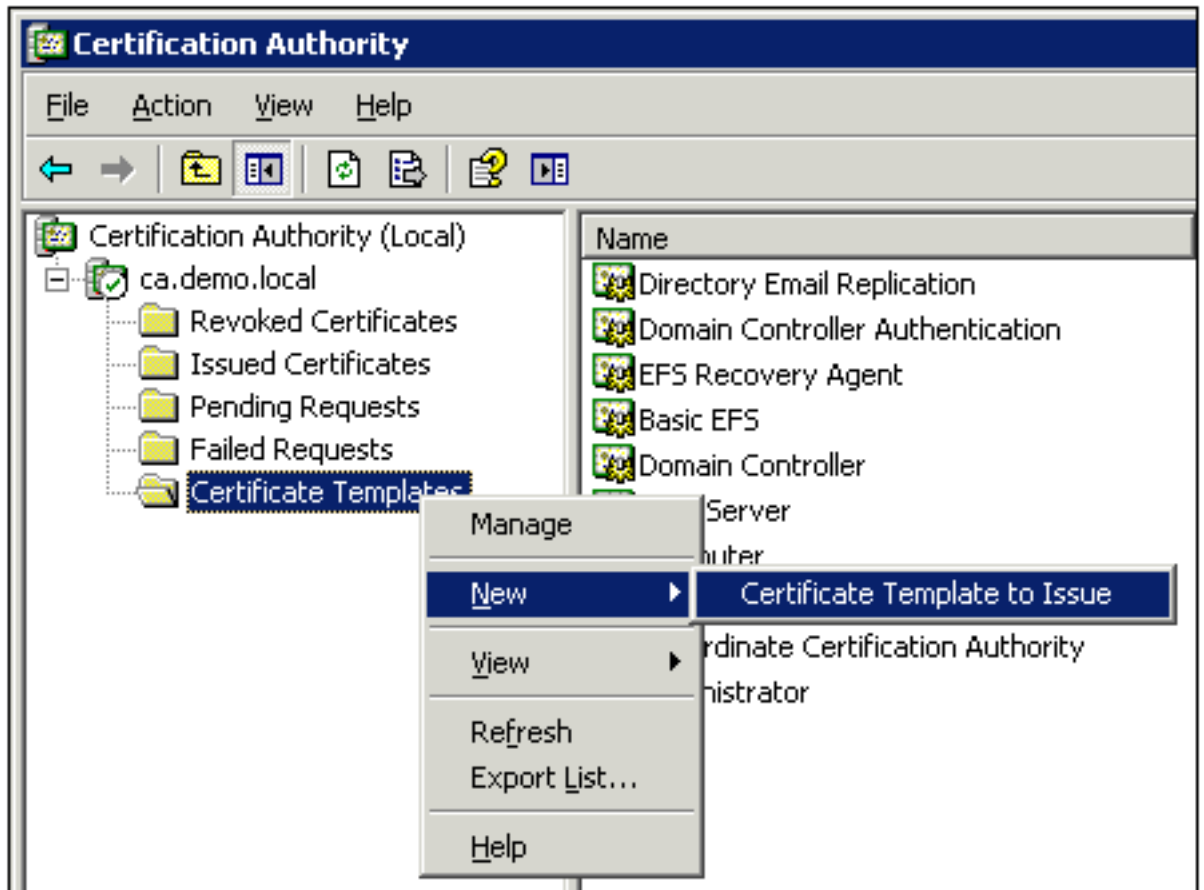 Certification Authority
File Action View Help
Certification Authority (Local)
ca.demo.local
Revoked Certificates
Issued Certificates
Pending Requests
Failed Requests
Certificate Templates
Name
Directory Email Replication
Domain Controller Authentication
EFS Recovery Agent
Basic EFS
Domain Controller
Server
Manage
New
Certificate Template to Issue
View
Certification Authority
Refresh
Export List...
Help